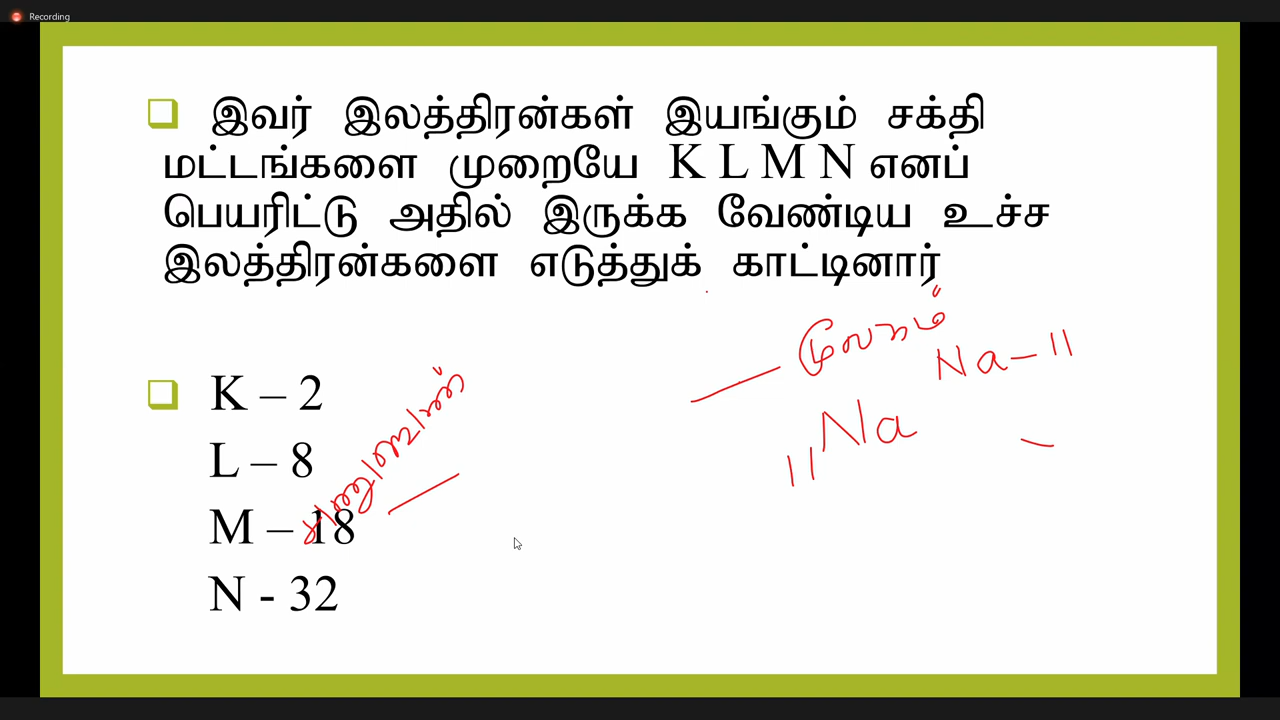 Recording
❑ இவர் இலத்திரன்கள் இயங்கும் சக்தி
மட்டங்களை முறையே K L M N எனப்
பெயரிட்டு அதில் இருக்க வேண்டிய உச்ச
இலத்திரன்களை எடுத்துக் காட்டினார்
❑ K – 2
L – 8
M – 18
N - 32
மூலகம்
Na – 11
11Na